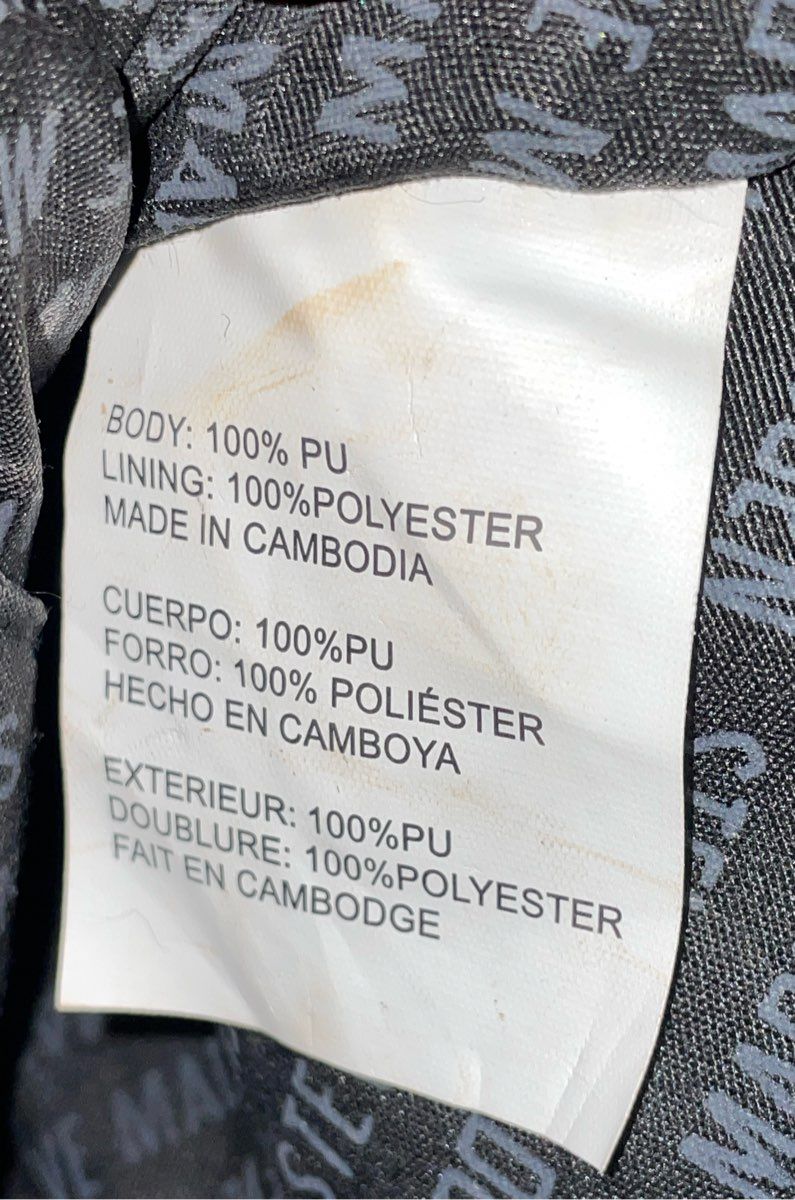 BODY: 100% PU
LINING: 100%POLYESTER
MADE IN CAMBODIA
CUERPO: 100%PU
FORRO: 100% POLIÉSTER
HECHO EN CAMBOYA
EXTERIEUR: 100%PU
DOUBLURE: 100%POLYESTER
FAIT EN CAMBODGE